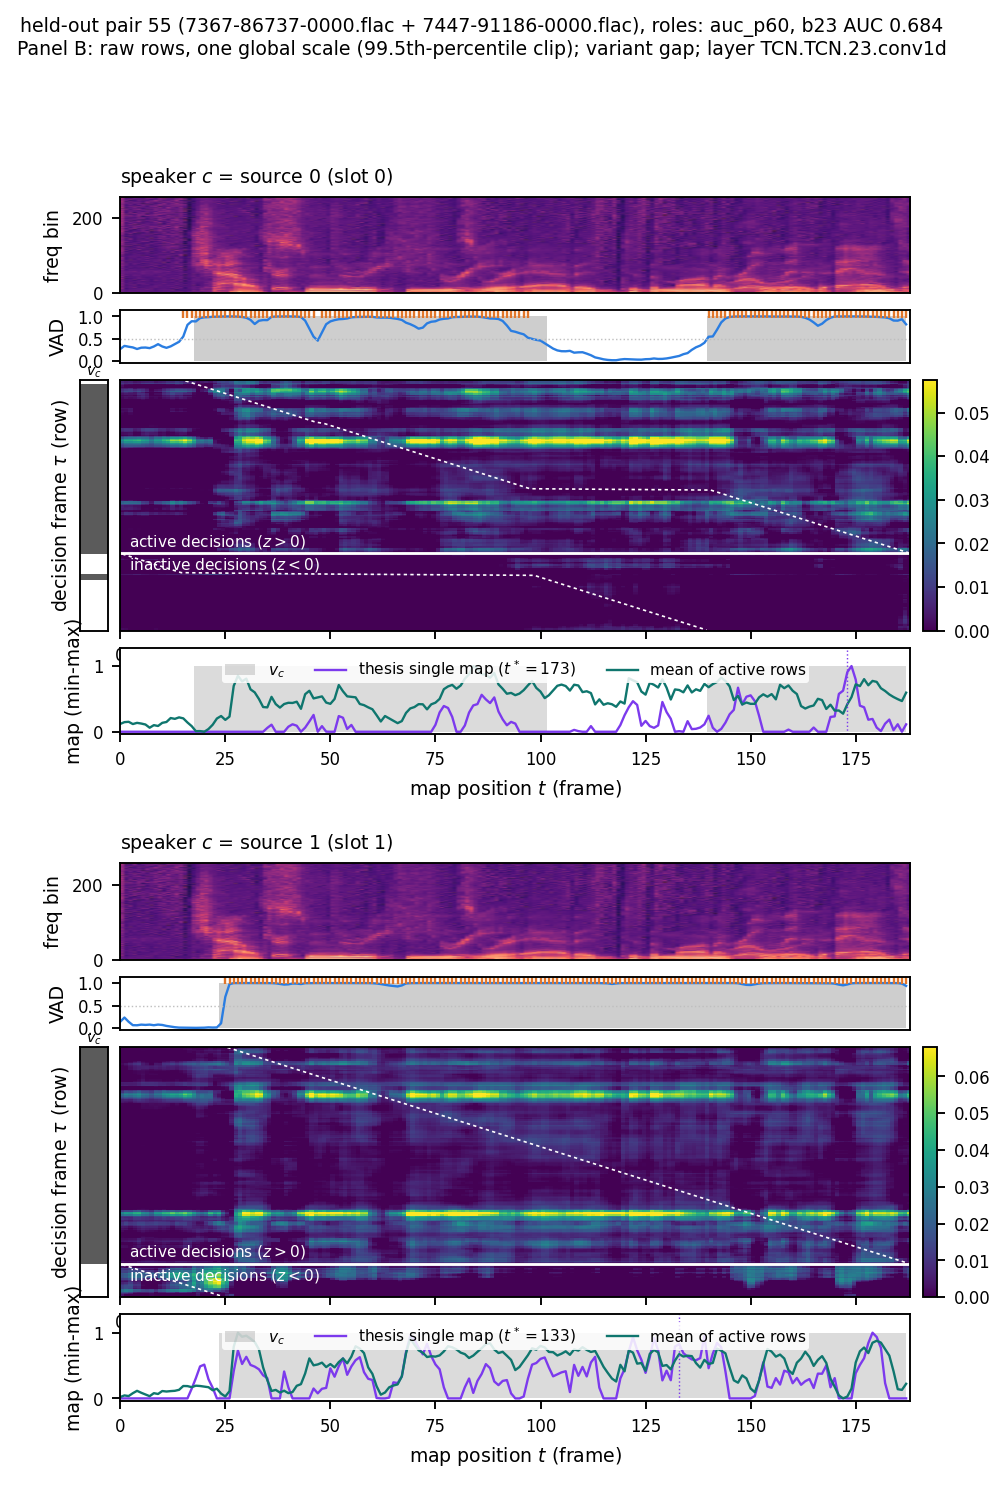 held-out pair 55 (7367-86737-0000.flac + 7447-91186-0000.flac), roles: auc_p60, b23 AUC 0.684
Panel B: raw rows, one global scale (99.5th-percentile clip); variant gap; layer TCN.TCN.23.conv1d
speaker c = source 0 (slot 0)
freq bin
200
0
VAD
1.0
0.5
0.0
v_c
decision frame τ (row)
active decisions (z > 0)
inactive decisions (z < 0)
0.05
0.04
0.03
0.02
0.01
0.00
map (min-max)
1
0
v_c
thesis single map (t* = 173)
mean of active rows
0 25 50 75 100 125 150 175
map position t (frame)
speaker c = source 1 (slot 1)
freq bin
200
0
VAD
1.0
0.5
0.0
v_c
decision frame τ (row)
active decisions (z > 0)
inactive decisions (z < 0)
0.06
0.05
0.04
0.03
0.02
0.01
0.00
map (min-max)
1
0
v_c
thesis single map (t* = 133)
mean of active rows
0 25 50 75 100 125 150 175
map position t (frame)